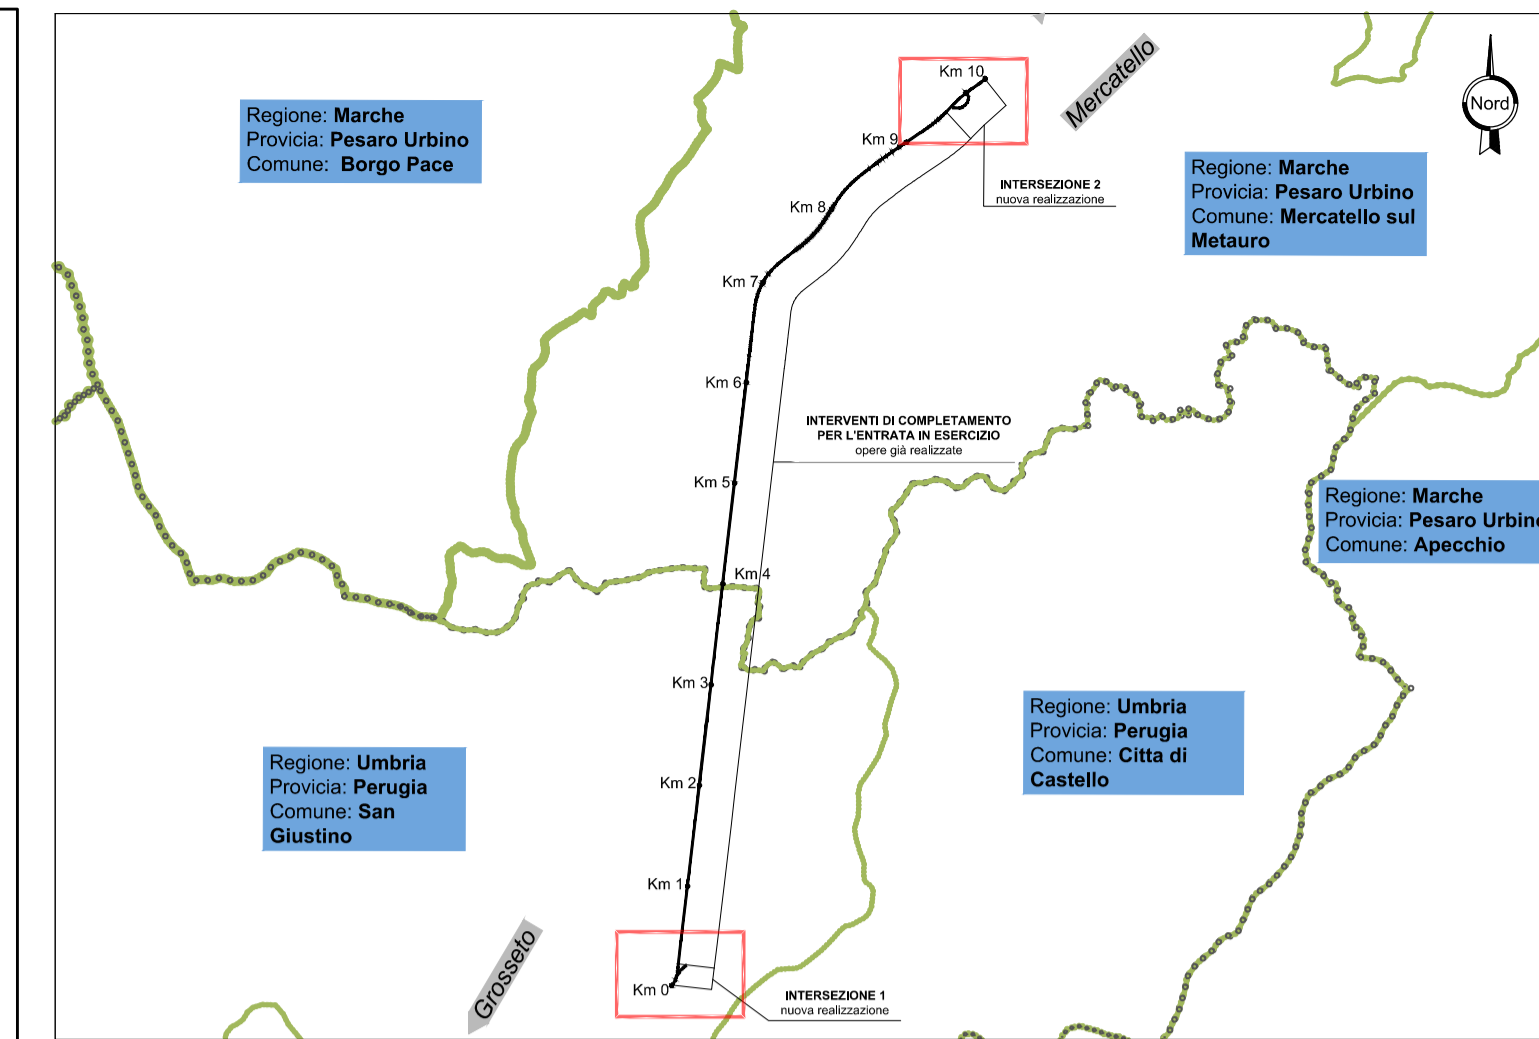 Km 10
Mercatello
Nord
Regione: Marche
Provicia: Pesaro Urbino
Comune: Borgo Pace
Km 9
Regione: Marche
Provicia: Pesaro Urbino
Comune: Mercatello sul
Metauro
INTERSEZIONE 2
nuova realizzazione
Km 8
Km 7
Km 6
INTERVENTI DI COMPLETAMENTO
PER L'ENTRATA IN ESERCIZIO
opere già realizzate
Km 5
Regione: Marche
Provicia: Pesaro Urbino
Comune: Apecchio
Km 4
Km 3
Regione: Umbria
Provicia: Perugia
Comune: Citta di
Castello
Regione: Umbria
Provicia: Perugia
Comune: San
Giustino
Km 2
Km 1
Grosseto
Km 0
INTERSEZIONE 1
nuova realizzazione